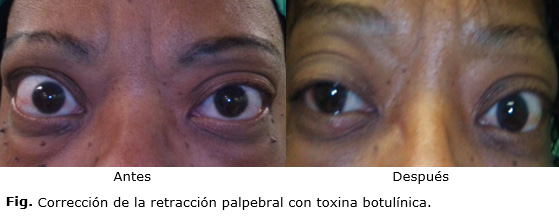 Antes
Después
Fig. Corrección de la retracción palpebral con toxina botulínica.